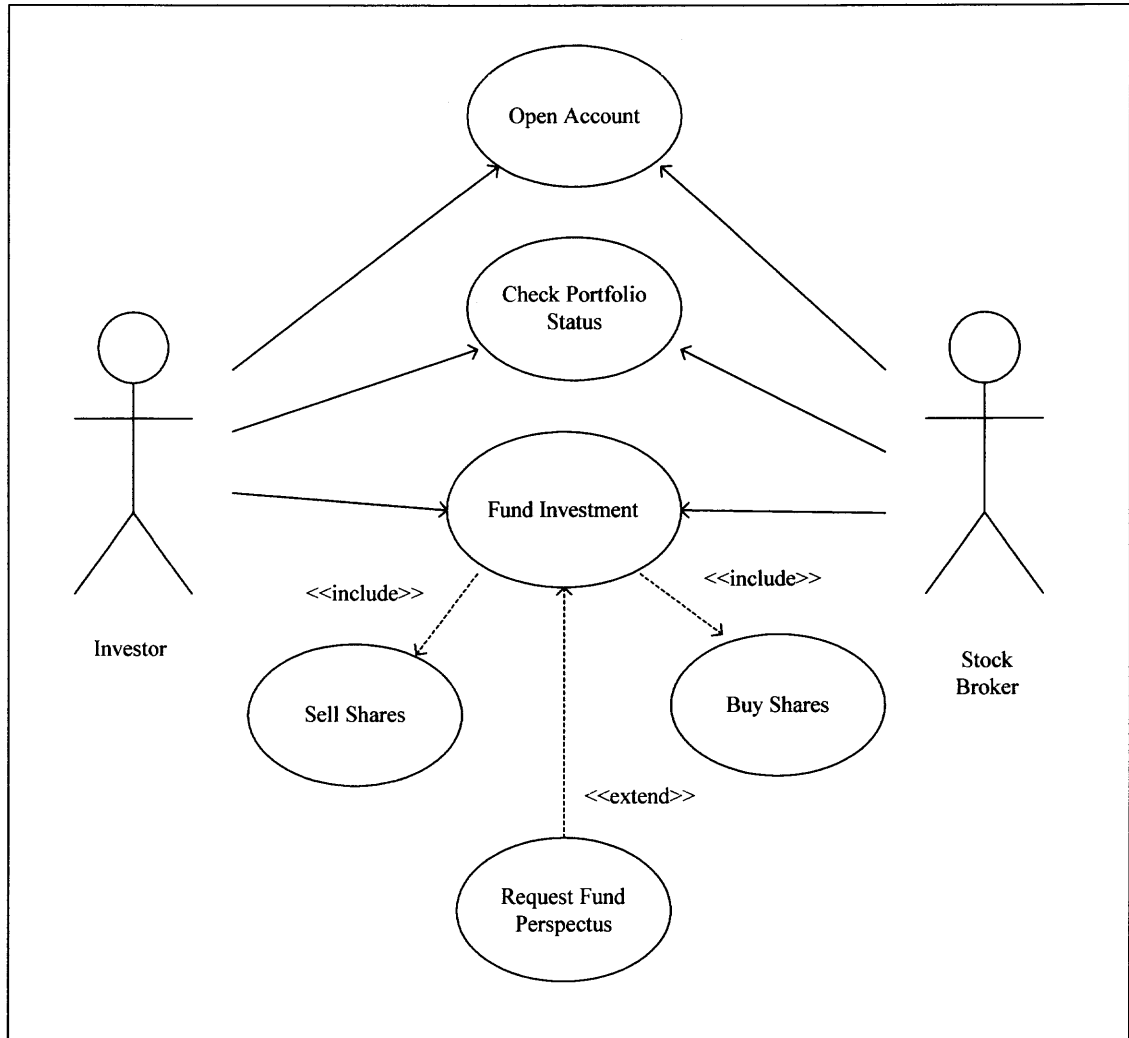 Open Account
Check Portfolio
Status
Fund Investment
<<include>>
<<include>>
Investor
Stock
Broker
Sell Shares
Buy Shares
<<extend>>
Request Fund
Perspectus